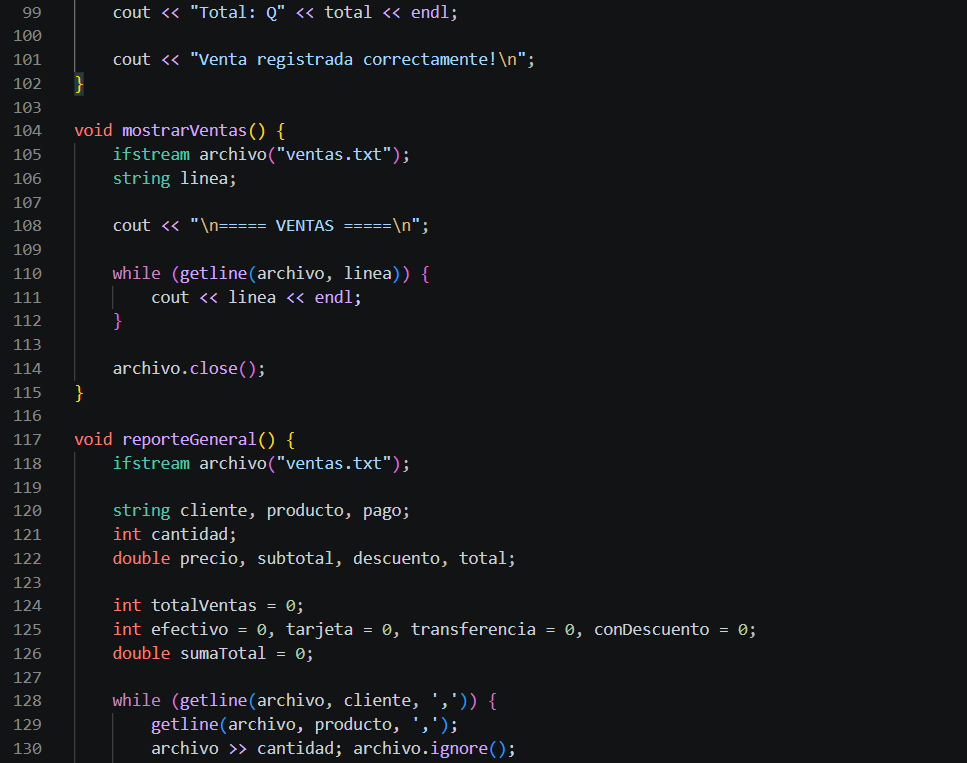 99 cout << "Total: Q" << total << endl;
100
101 cout << "Venta registrada correctamente!\n";
102 }
103
104 void mostrarVentas() {
105 ifstream archivo("ventas.txt");
106 string linea;
107
108 cout << "\n===== VENTAS =====\n";
109
110 while (getline(archivo, linea)) {
111 cout << linea << endl;
112 }
113
114 archivo.close();
115 }
116
117 void reporteGeneral() {
118 ifstream archivo("ventas.txt");
119
120 string cliente, producto, pago;
121 int cantidad;
122 double precio, subtotal, descuento, total;
123
124 int totalVentas = 0;
125 int efectivo = 0, tarjeta = 0, transferencia = 0, conDescuento = 0;
126 double sumaTotal = 0;
127
128 while (getline(archivo, cliente, ',')) {
129 getline(archivo, producto, ',');
130 archivo >> cantidad; archivo.ignore();